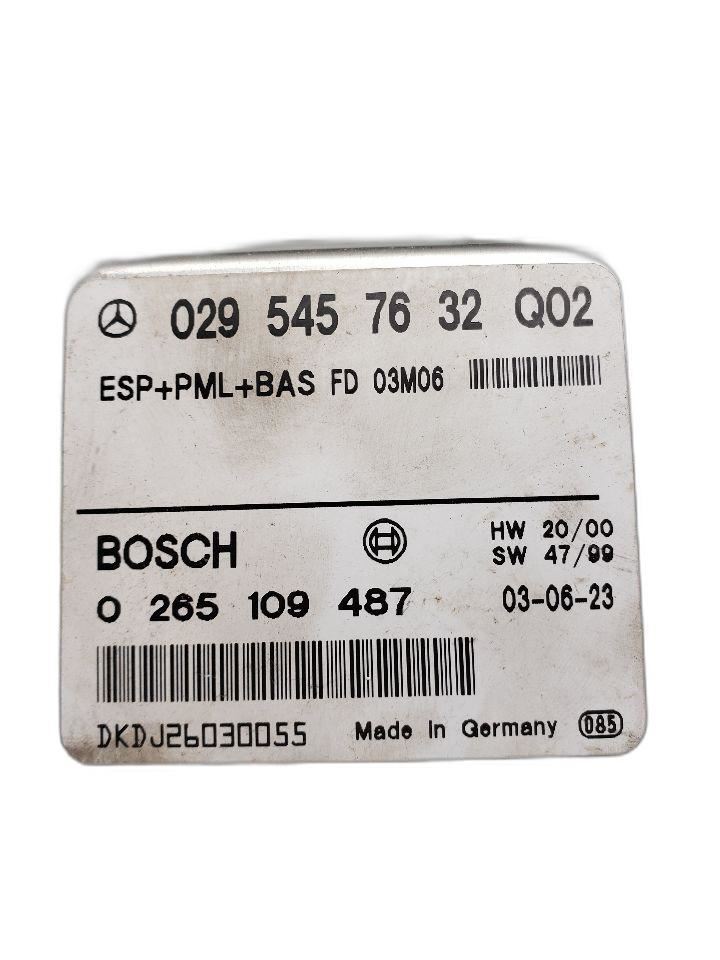 029 545 76 32 Q02
ESP+PML+BAS FD 03M06
BOSCH HW 20/00
SW 47/99
0 265 109 487 03-06-23
DKDJ26030055 Made In Germany 085